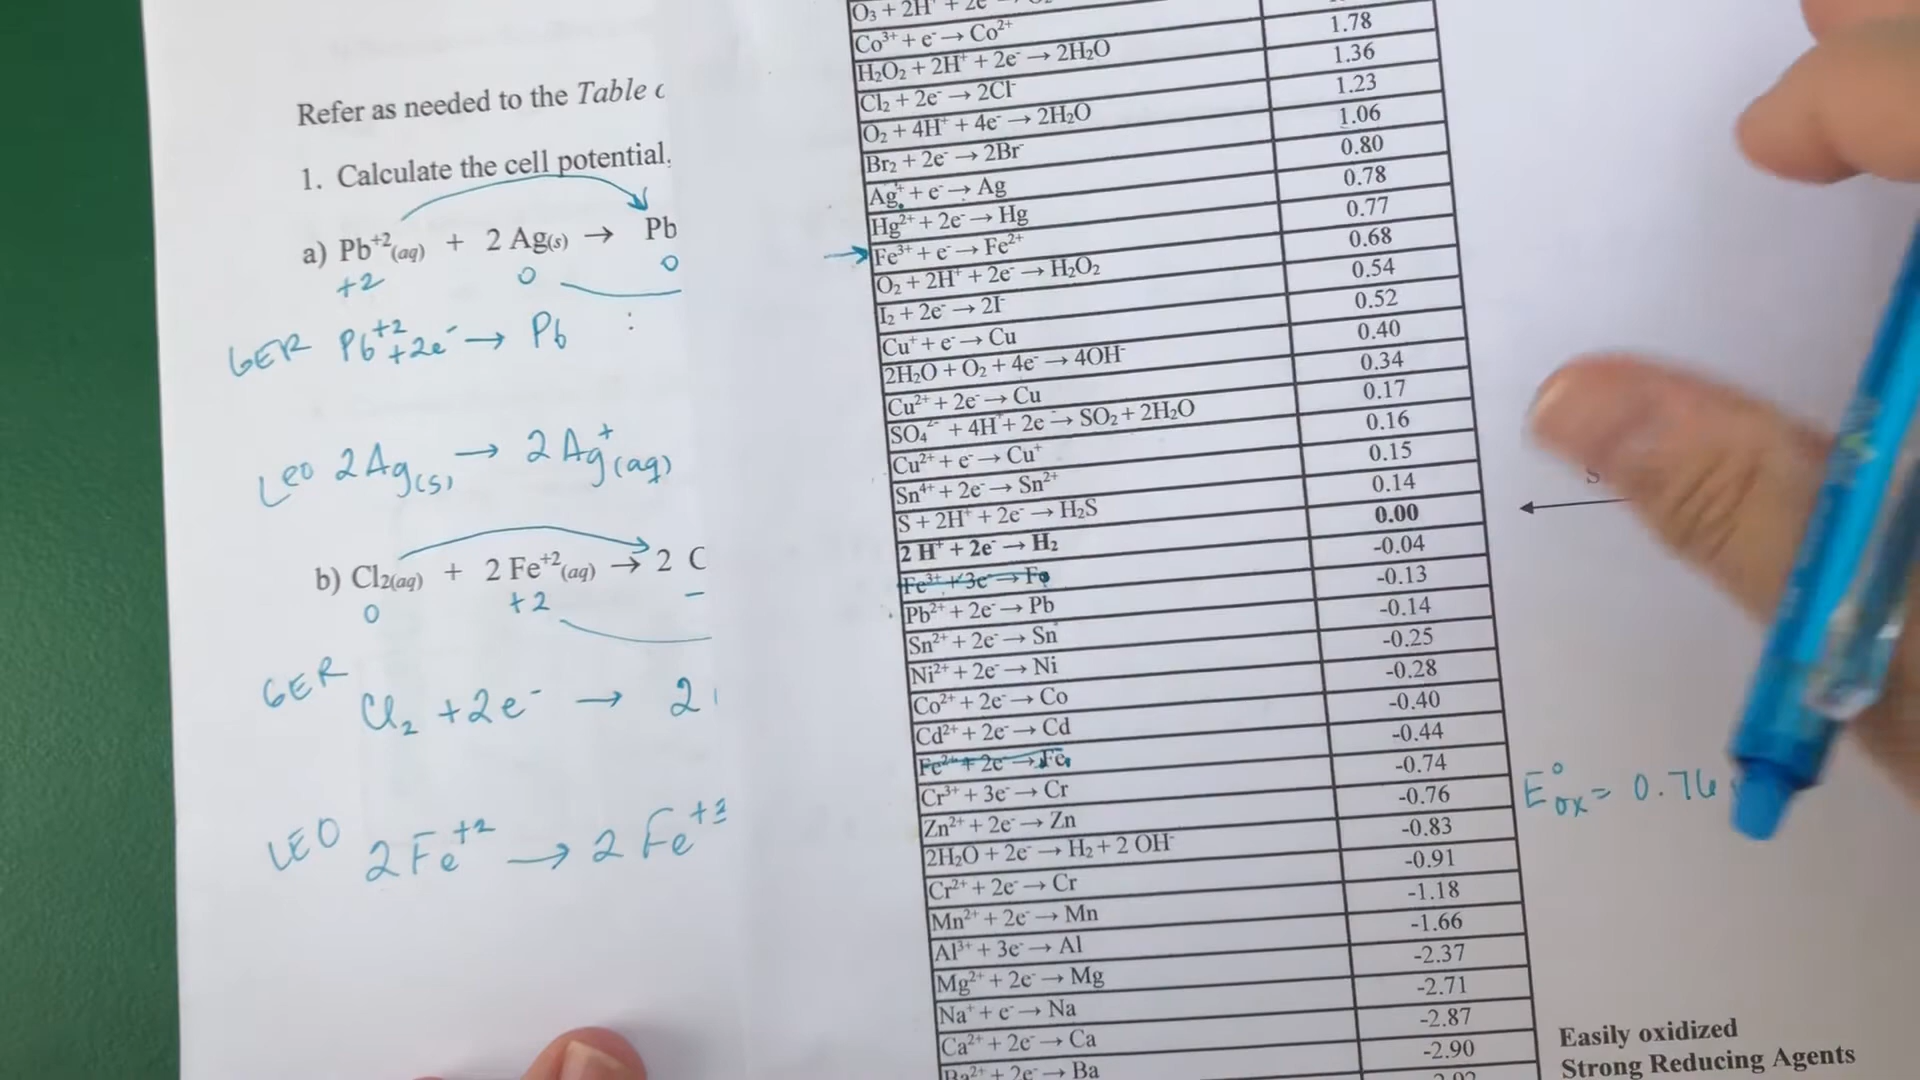 Refer as needed to the Table
1. Calculate the cell potential.
a) Pb⁺²(aq) + 2 Ag(s) → Pb
+2 0 0
GER Pb⁺² + 2e⁻ → Pb
LEO 2Ag(s) → 2Ag⁺(aq)
b) Cl₂(aq) + 2 Fe⁺²(aq) → 2 C
0 +2 −
GER Cl₂ + 2e⁻ → 2
LEO 2Fe⁺² → 2Fe⁺³
O₃ + 2H⁺ + 2e⁻ →
Co³⁺ + e⁻ → Co²⁺
1.78
H₂O₂ + 2H⁺ + 2e⁻ → 2H₂O
1.36
Cl₂ + 2e⁻ → 2Cl⁻
1.23
O₂ + 4H⁺ + 4e⁻ → 2H₂O
1.06
Br₂ + 2e⁻ → 2Br⁻
0.80
Ag⁺ + e⁻ → Ag
0.78
Hg²⁺ + 2e⁻ → Hg
0.77
Fe³⁺ + e⁻ → Fe²⁺
0.68
O₂ + 2H⁺ + 2e⁻ → H₂O₂
0.54
I₂ + 2e⁻ → 2I⁻
0.52
Cu⁺ + e⁻ → Cu
0.40
2H₂O + O₂ + 4e⁻ → 4OH⁻
0.34
Cu²⁺ + 2e⁻ → Cu
0.17
SO₄²⁻ + 4H⁺ + 2e⁻ → SO₂ + 2H₂O
0.16
Cu²⁺ + e⁻ → Cu⁺
0.15
Sn⁴⁺ + 2e⁻ → Sn²⁺
0.14
S + 2H⁺ + 2e⁻ → H₂S
0.00
2 H⁺ + 2e⁻ → H₂
-0.04
Fe³⁺ + 3e⁻ → Fe
-0.13
Pb²⁺ + 2e⁻ → Pb
-0.14
Sn²⁺ + 2e⁻ → Sn
-0.25
Ni²⁺ + 2e⁻ → Ni
-0.28
Co²⁺ + 2e⁻ → Co
-0.40
Cd²⁺ + 2e⁻ → Cd
-0.44
Fe²⁺ + 2e⁻ → Fe
-0.74
Cr³⁺ + 3e⁻ → Cr
-0.76
Zn²⁺ + 2e⁻ → Zn
-0.83
2H₂O + 2e⁻ → H₂ + 2 OH⁻
-0.91
Cr²⁺ + 2e⁻ → Cr
-1.18
Mn²⁺ + 2e⁻ → Mn
-1.66
Al³⁺ + 3e⁻ → Al
-2.37
Mg²⁺ + 2e⁻ → Mg
-2.71
Na⁺ + e⁻ → Na
-2.87
Ca²⁺ + 2e⁻ → Ca
-2.90
Ba²⁺ + 2e⁻ → Ba
E°ox = 0.76
Easily oxidized
Strong Reducing Agents